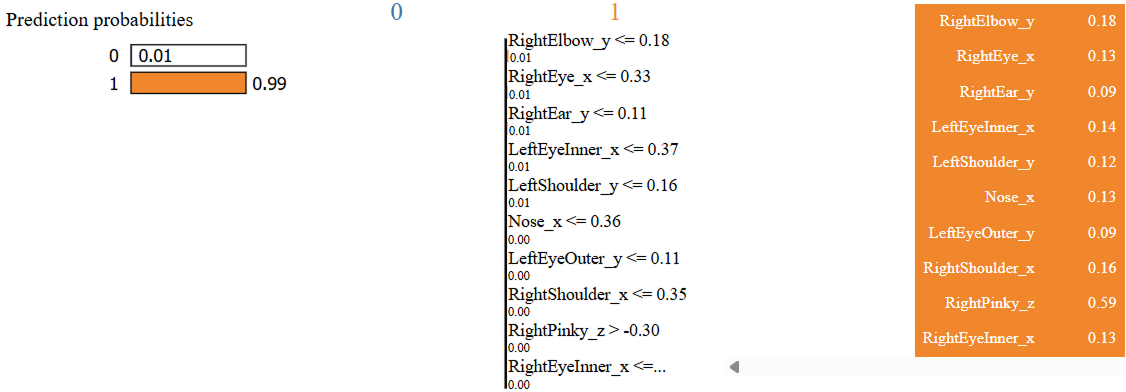 Prediction probabilities
0 0.01
1 0.99
0 1
RightElbow_y <= 0.18
0.01
RightEye_x <= 0.33
0.01
RightEar_y <= 0.11
0.01
LeftEyeInner_x <= 0.37
0.01
LeftShoulder_y <= 0.16
0.01
Nose_x <= 0.36
0.00
LeftEyeOuter_y <= 0.11
0.00
RightShoulder_x <= 0.35
0.00
RightPinky_z > -0.30
0.00
RightEyeInner_x <=...
0.00
RightElbow_y 0.18
RightEye_x 0.13
RightEar_y 0.09
LeftEyeInner_x 0.14
LeftShoulder_y 0.12
Nose_x 0.13
LeftEyeOuter_y 0.09
RightShoulder_x 0.16
RightPinky_z 0.59
RightEyeInner_x 0.13